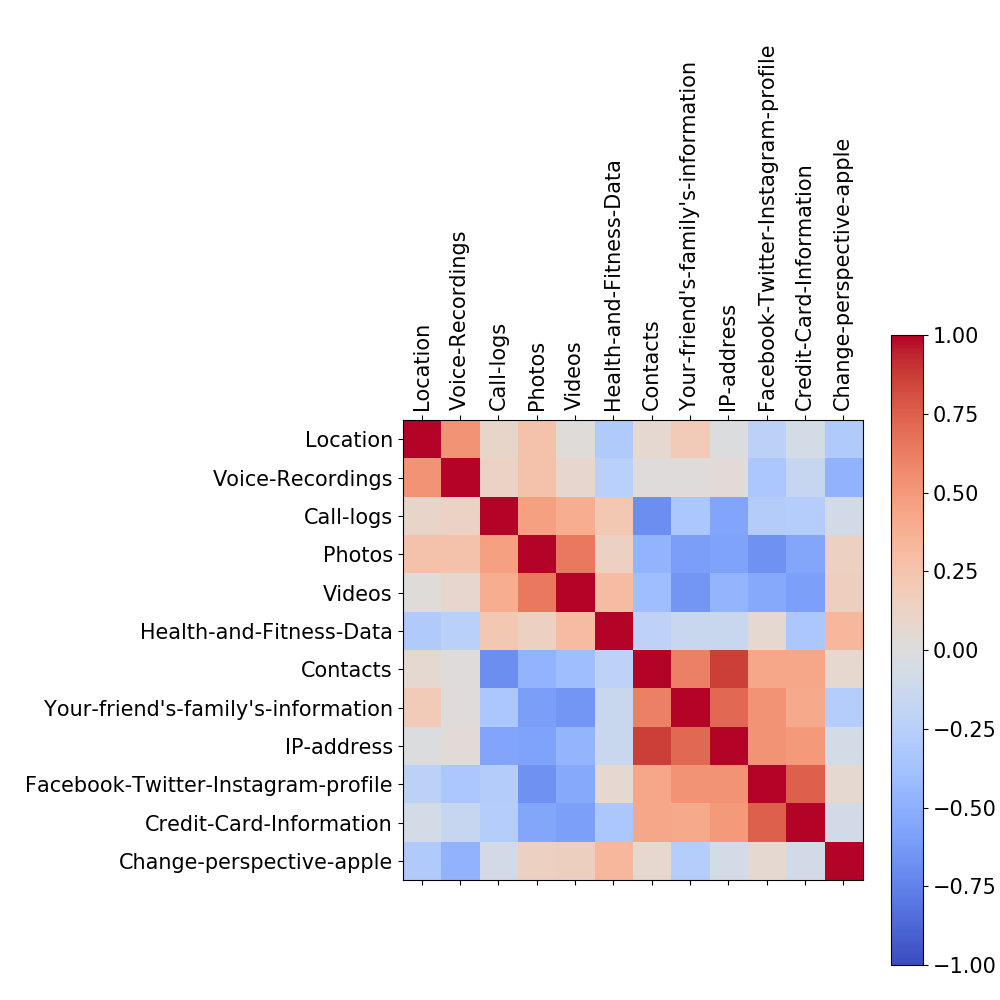 Location
Voice-Recordings
Call-logs
Photos
Videos
Health-and-Fitness-Data
Contacts
Your-friend's-family's-information
IP-address
Facebook-Twitter-Instagram-profile
Credit-Card-Information
Change-perspective-apple
Location
Voice-Recordings
Call-logs
Photos
Videos
Health-and-Fitness-Data
Contacts
Your-friend's-family's-information
IP-address
Facebook-Twitter-Instagram-profile
Credit-Card-Information
Change-perspective-apple
1.00
0.75
0.50
0.25
0.00
−0.25
−0.50
−0.75
−1.00